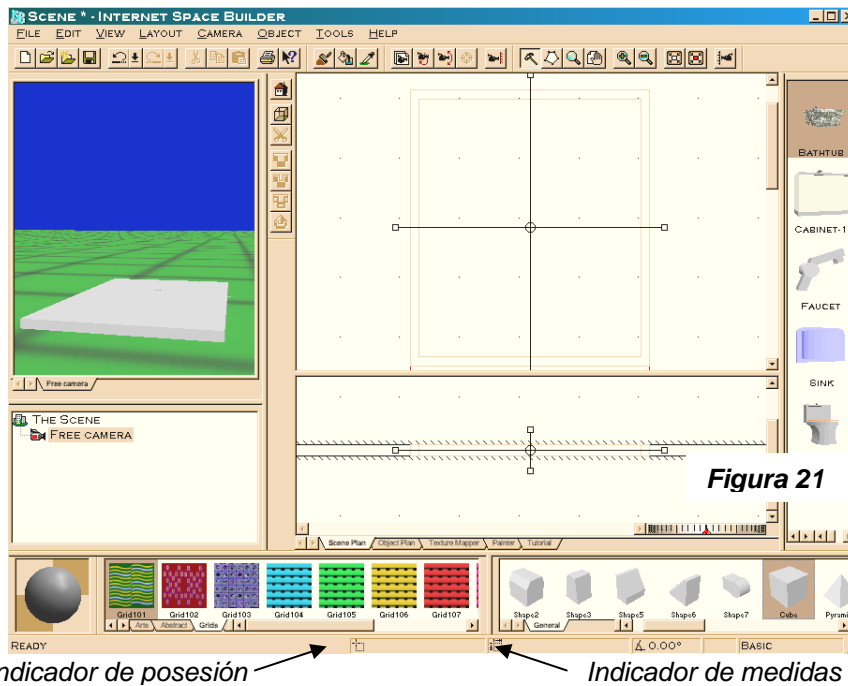 SCENE * - INTERNET SPACE BUILDER
FILE EDIT VIEW LAYOUT CAMERA OBJECT TOOLS HELP
BATHTUB
CABINET-1
FAUCET
SINK
Free camera
THE SCENE
FREE CAMERA
Figura 21
Scene Plan Object Plan Texture Mapper Painter Tutorial
Grid101 Grid102 Grid103 Grid104 Grid105 Grid106 Grid107
Arts Abstract Grids
Shape2 Shape3 Shape5 Shape6 Shape7 Cube Pyrami
General
READY 0.00° BASIC
ndicador de posesión Indicador de medidas